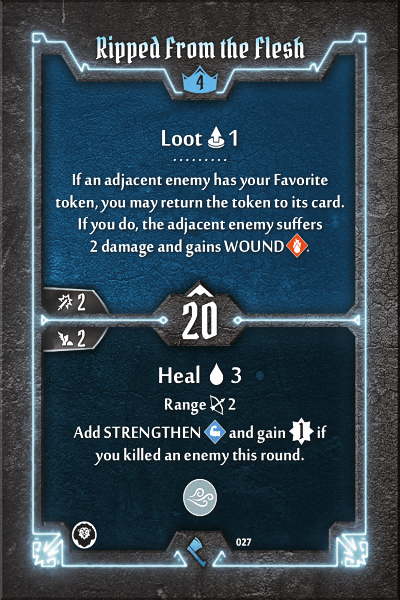 Ripped From the Flesh
4
Loot 1
If an adjacent enemy has your Favorite
token, you may return the token to its card.
If you do, the adjacent enemy suffers
2 damage and gains WOUND .
2
20
2
Heal 3
Range 2
Add STRENGTHEN and gain 1 if
you killed an enemy this round.
027